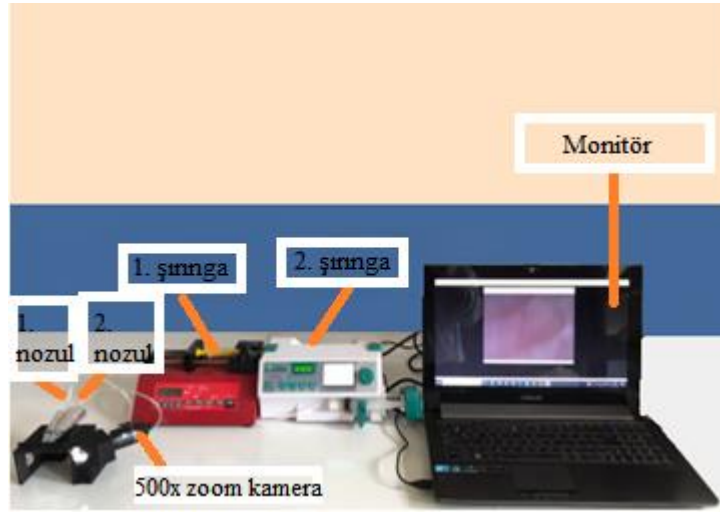 Monitör
1. şırınga
2. şırınga
1.
nozul
2.
nozul
500x zoom kamera